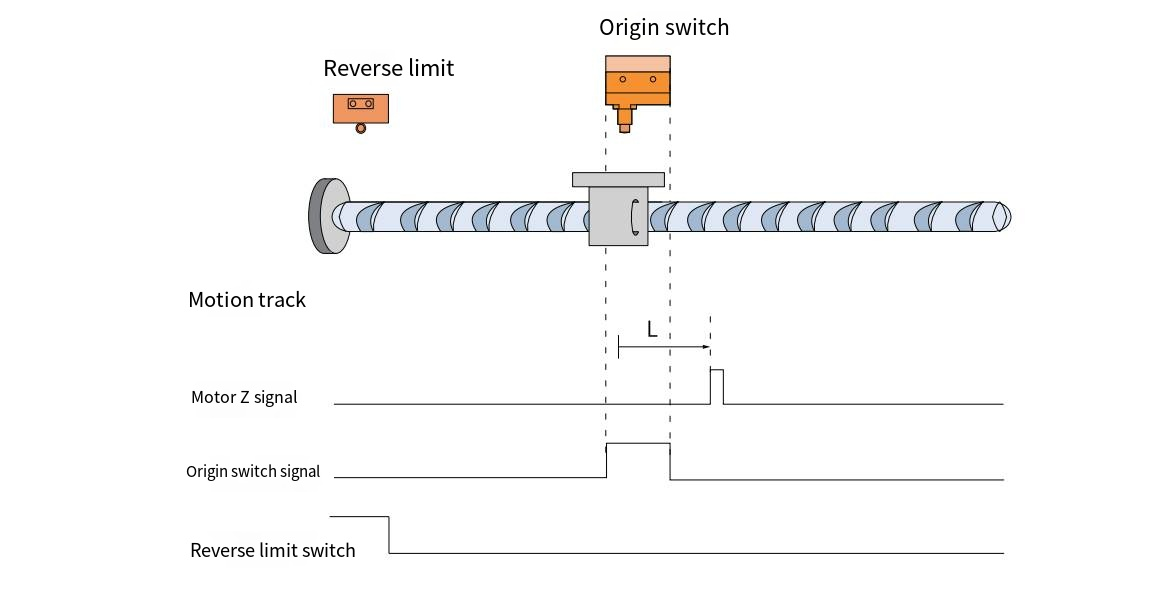 Origin switch
Reverse limit
Motion track
L
Motor Z signal
Origin switch signal
Reverse limit switch